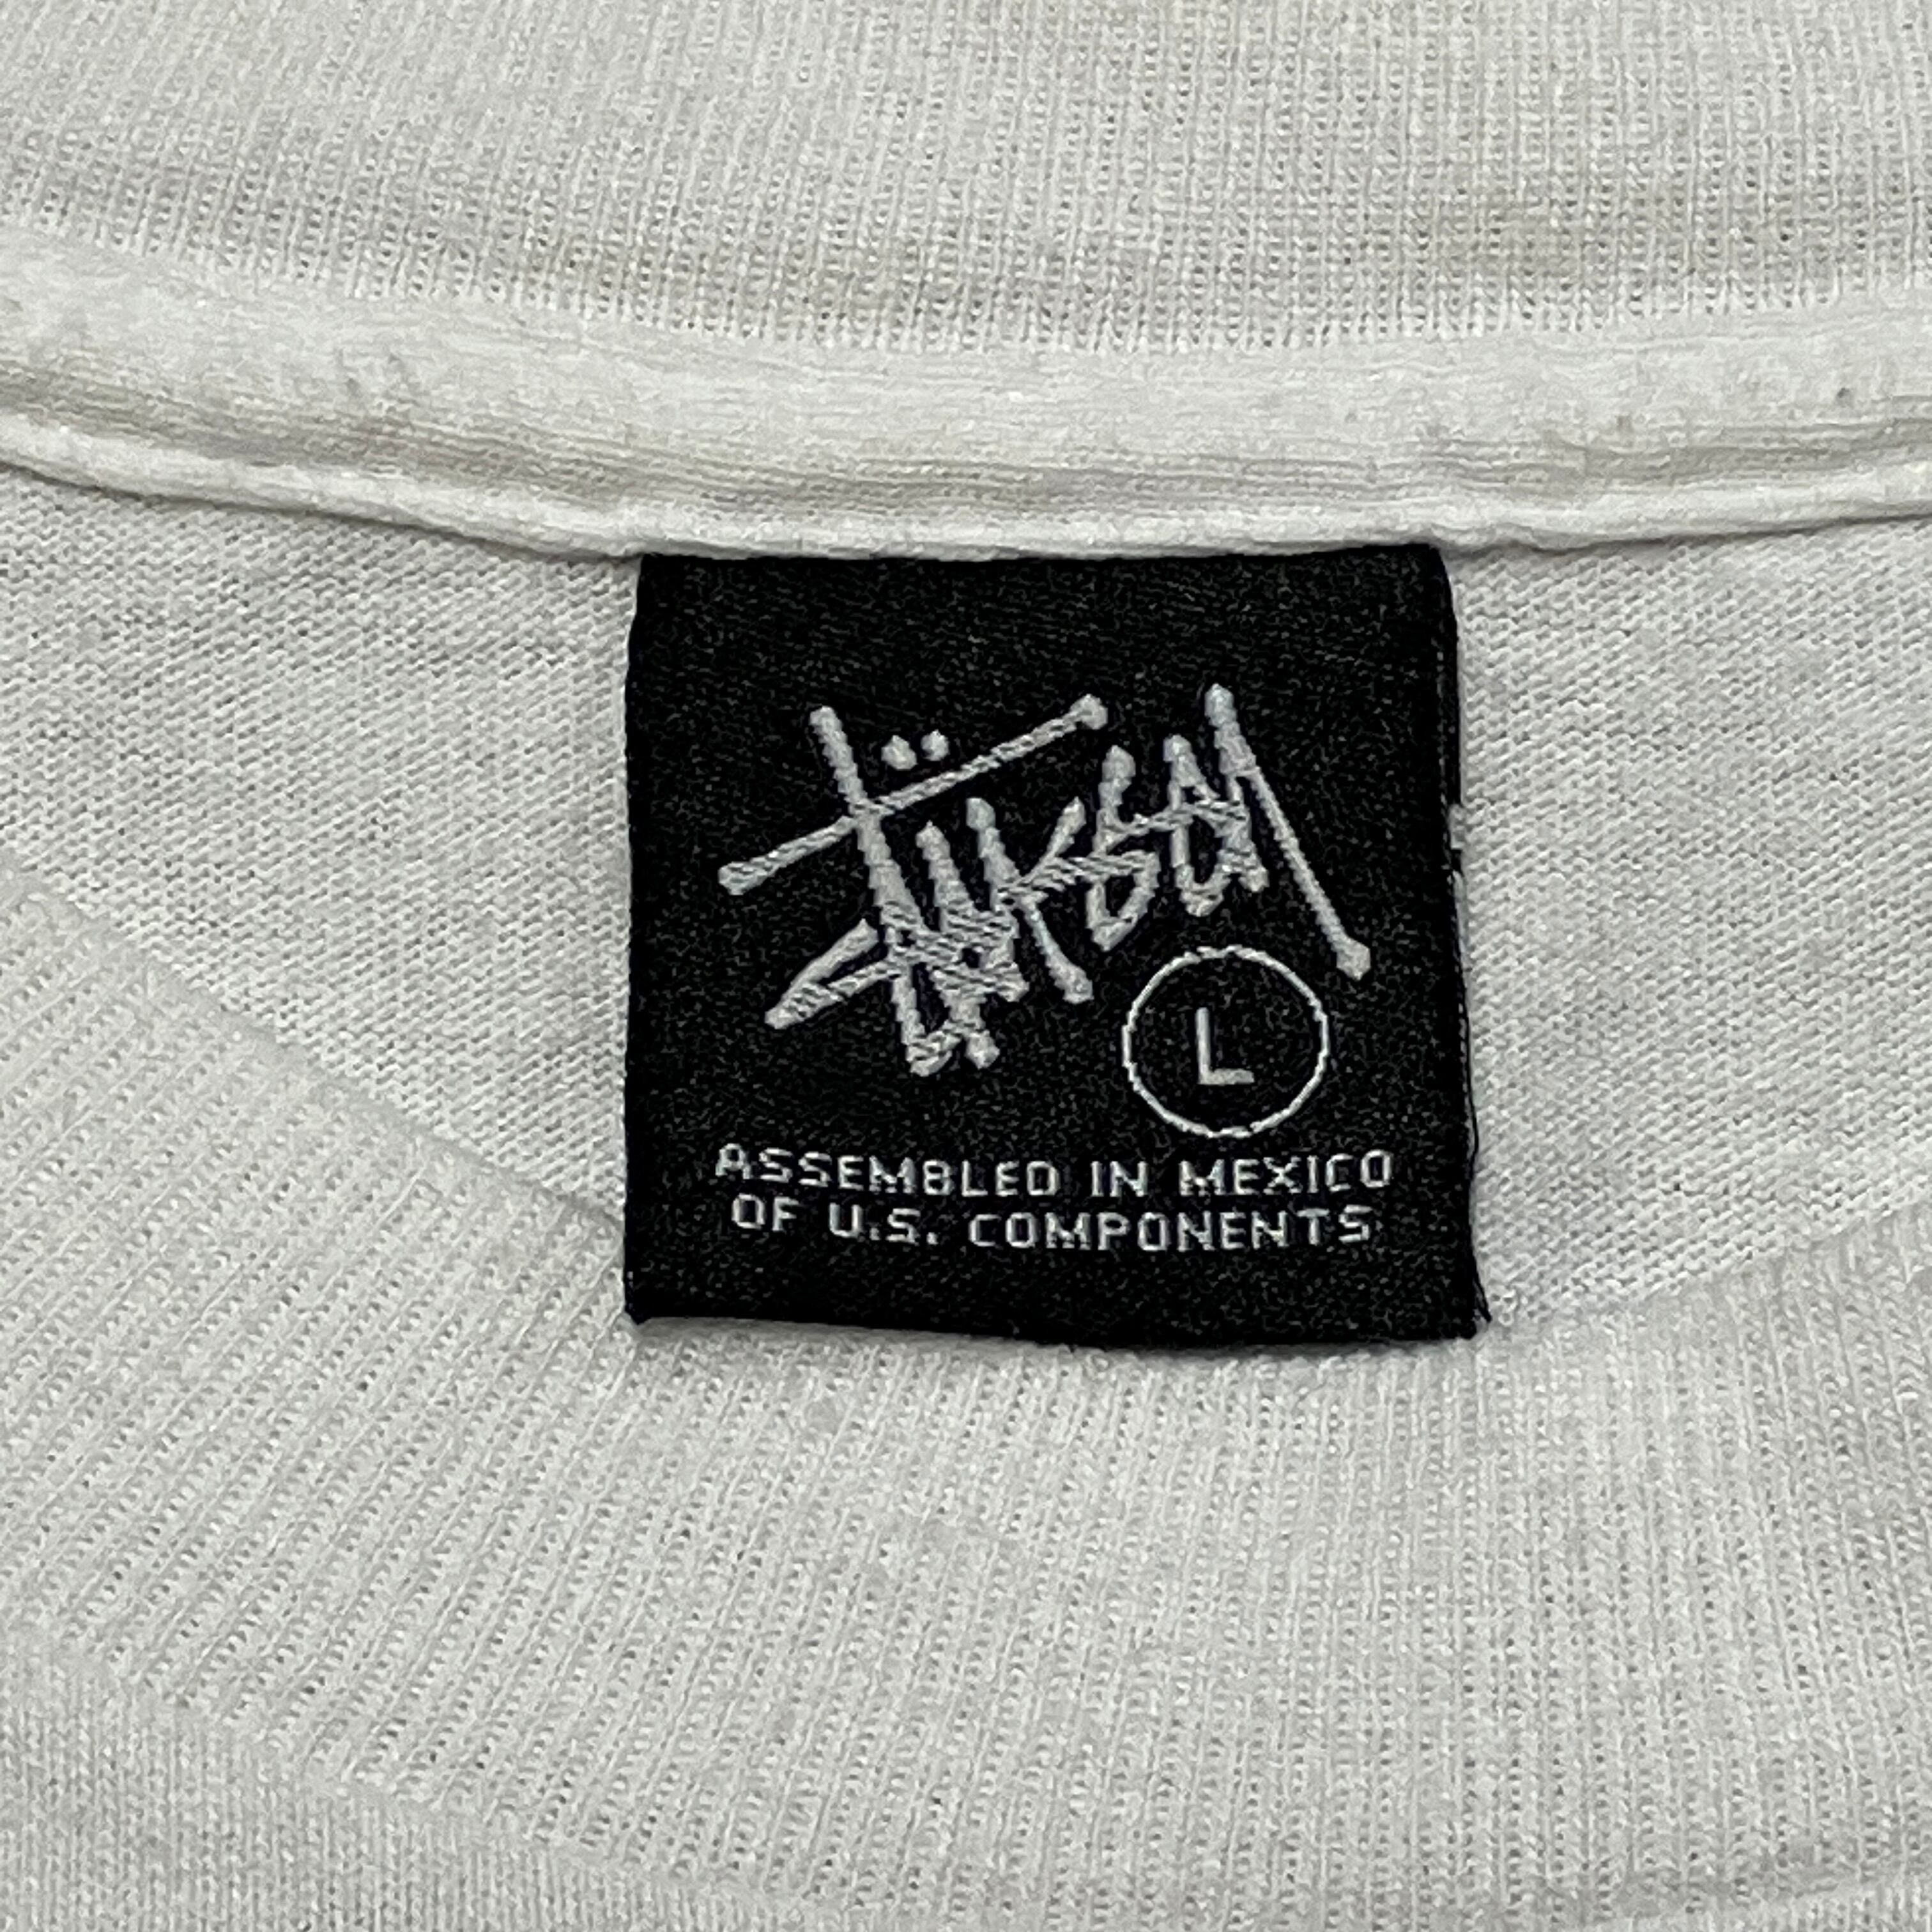 Stüssy
L
ASSEMBLED IN MEXICO
OF U.S. COMPONENTS